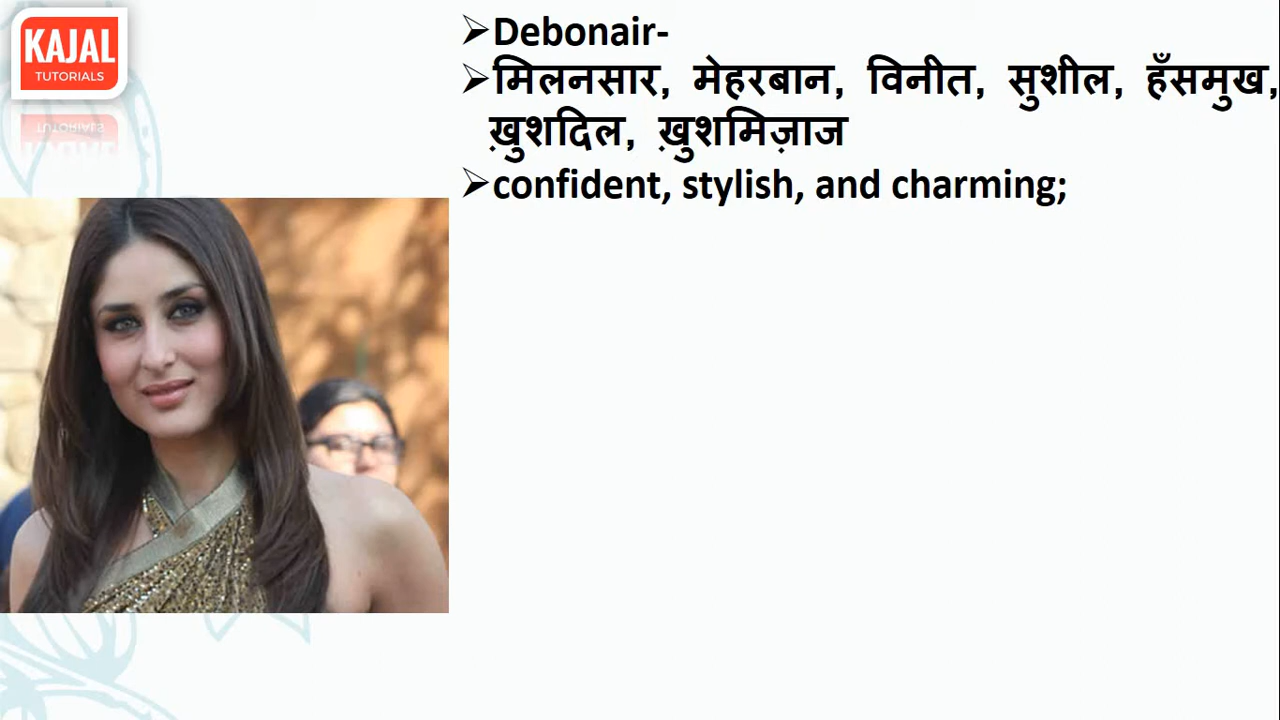 KAJAL
TUTORIALS
➢Debonair-
➢मिलनसार, मेहरबान, विनीत, सुशील, हँसमुख,
ख़ुशदिल, ख़ुशमिज़ाज
➢confident, stylish, and charming;